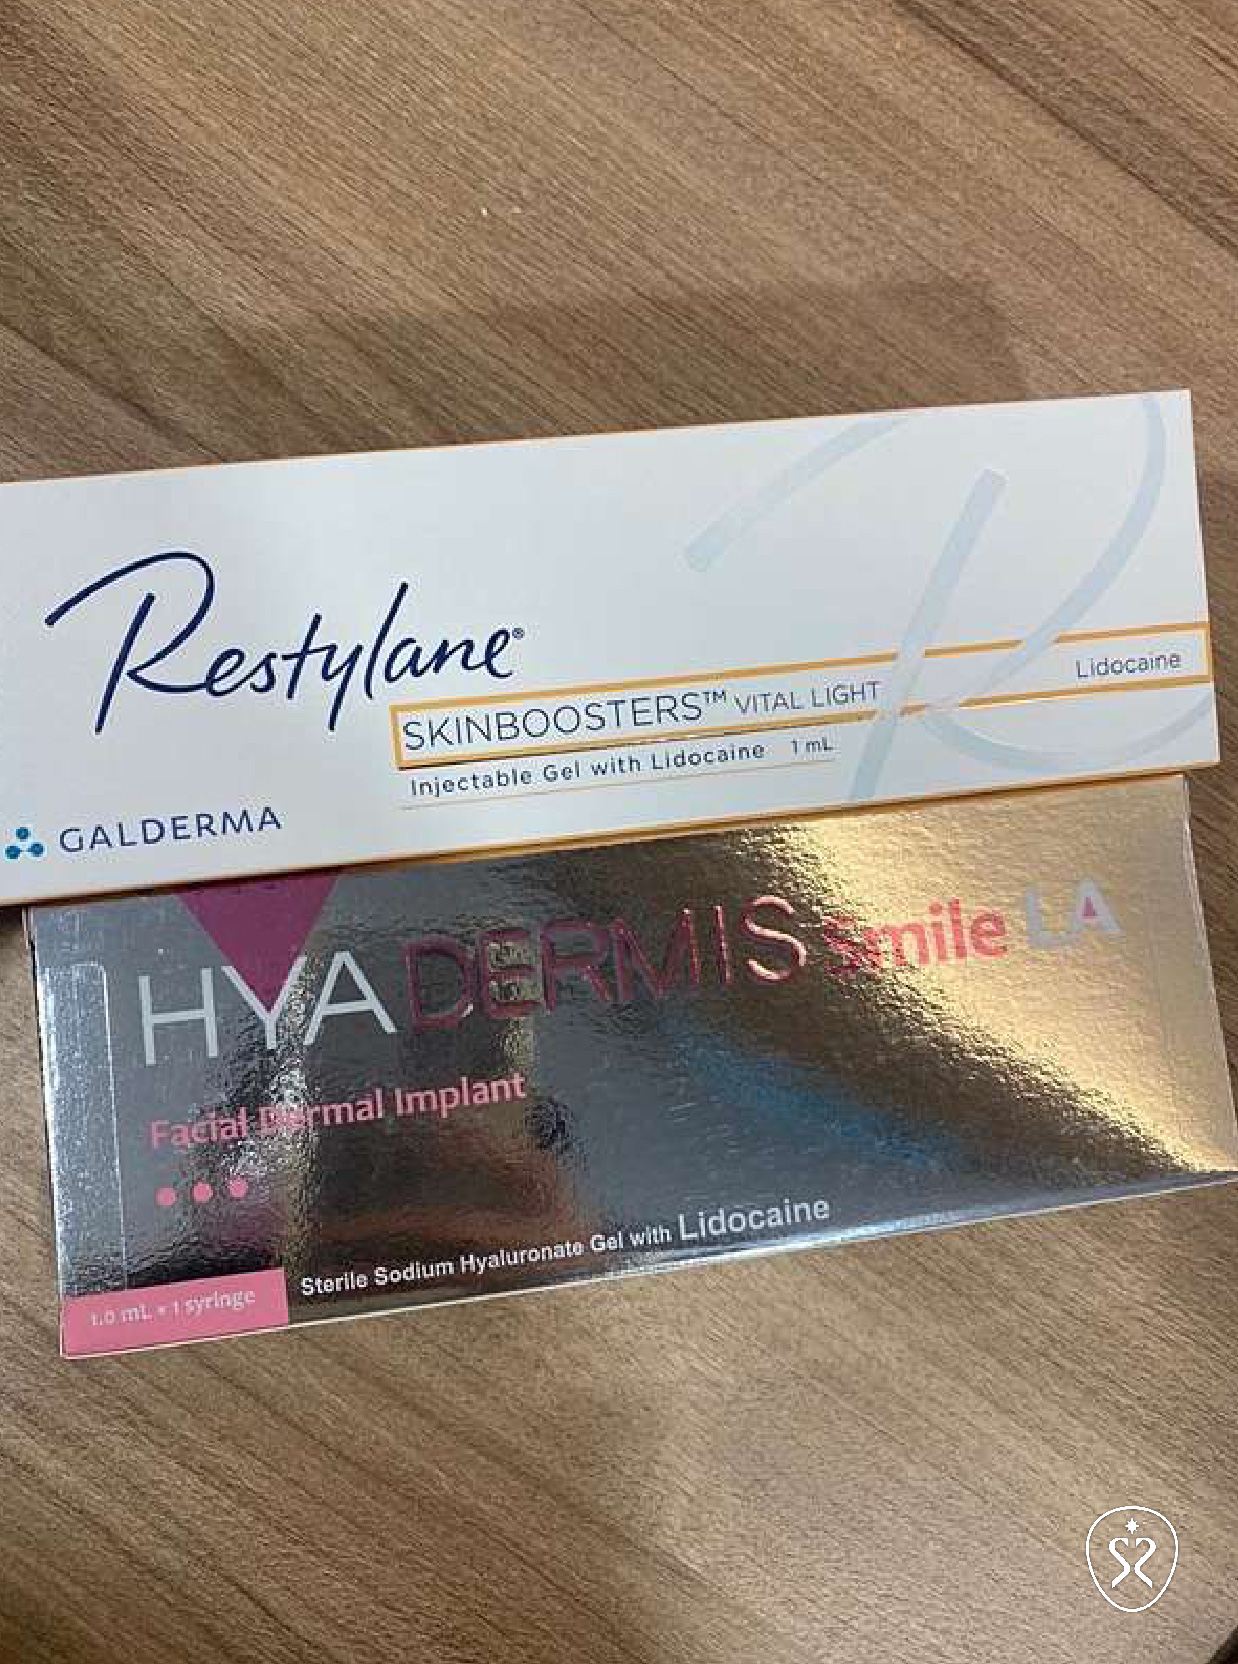 Restylane®
SKINBOOSTERS™ VITAL LIGHT
Lidocaine
Injectable Gel with Lidocaine 1 mL
GALDERMA
HYADERMIS Smile LA
Facial Dermal Implant
Sterile Sodium Hyaluronate Gel with Lidocaine
1.0 mL * 1 syringe